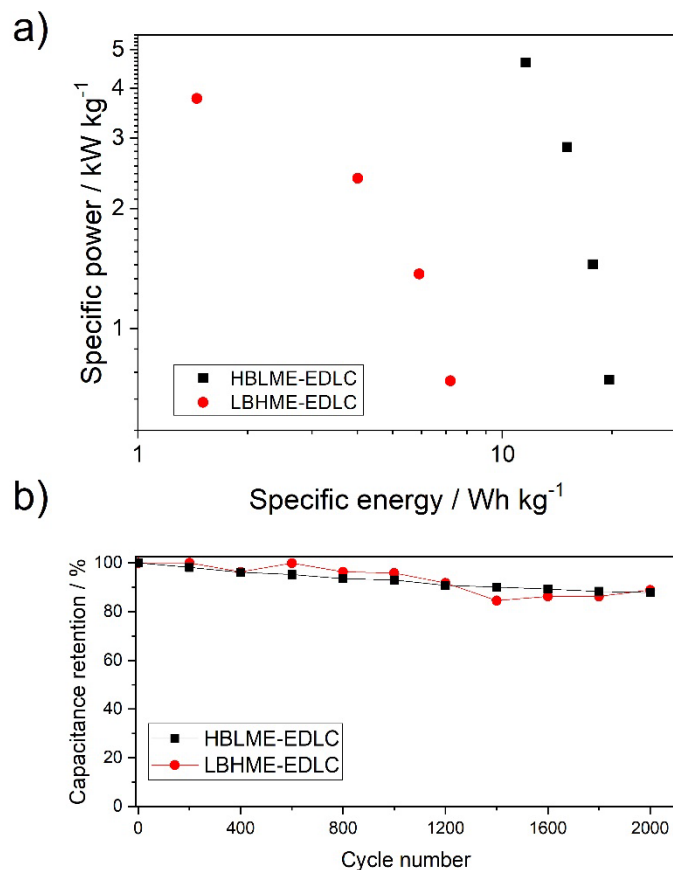 a)
Specific power / kW kg⁻¹
5
4
3
2
1
HBLME-EDLC
LBHME-EDLC
1
10
Specific energy / Wh kg⁻¹
b)
Capacitance retention / %
100
80
60
40
20
0
HBLME-EDLC
LBHME-EDLC
0 400 800 1200 1600 2000
Cycle number